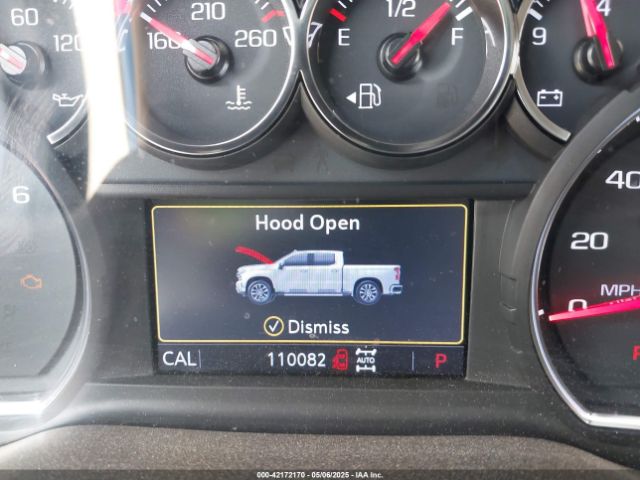 60 120
160 210 260
E 1/2 F
9 4
6
40
20
0
MPH
Hood Open
Dismiss
CAL 110082 AUTO P
P
00-42172170 | 05/06/2025 | IAA Inc.